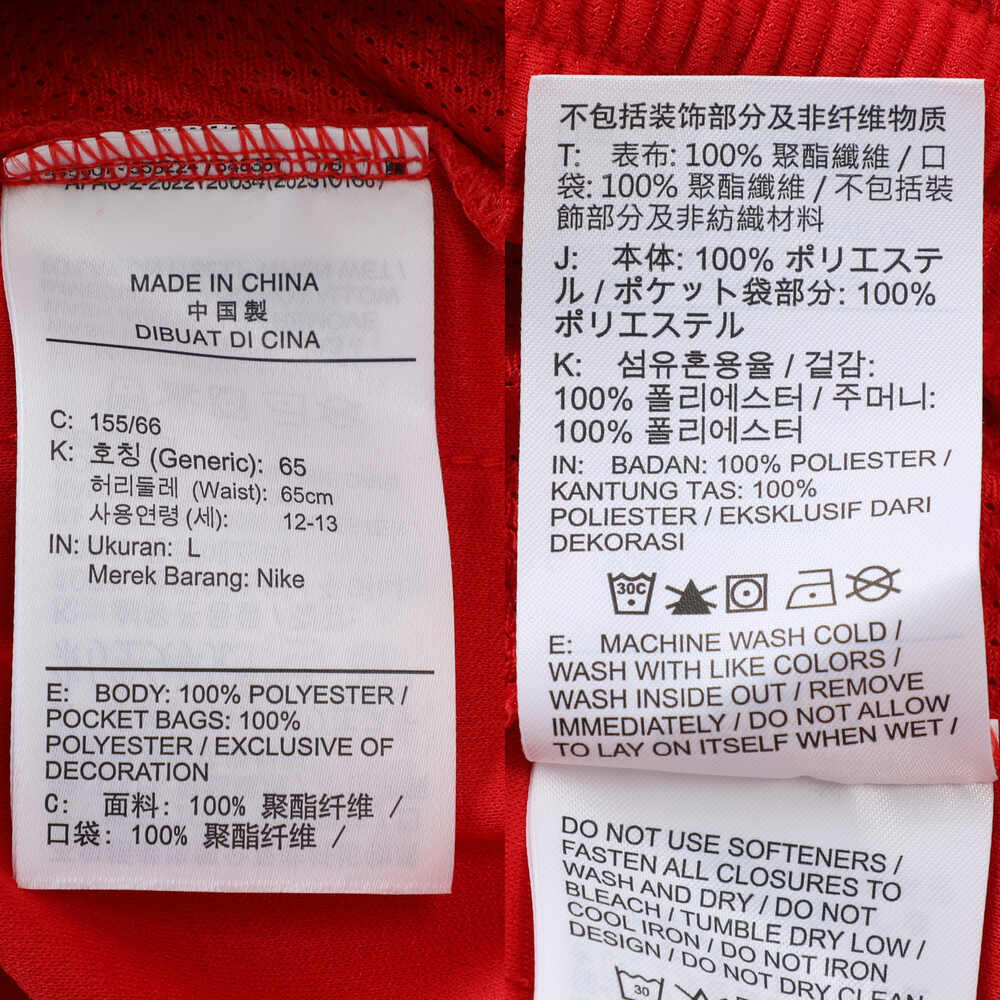 MADE IN CHINA
中国製
DIBUAT DI CINA
C: 155/66
K: 호칭 (Generic): 65
허리둘레 (Waist): 65cm
사용연령 (세): 12-13
IN: Ukuran: L
Merek Barang: Nike
E: BODY: 100% POLYESTER /
POCKET BAGS: 100%
POLYESTER / EXCLUSIVE OF
DECORATION
C: 面料: 100% 聚酯纤维 /
口袋: 100% 聚酯纤维 /
不包括装饰部分及非纤维物质
T: 表布: 100% 聚酯纖維 / 口
袋: 100% 聚酯纖維 / 不包括裝
飾部分及非紡織材料
J: 本体: 100% ポリエステ
ル / ポケット袋部分: 100%
ポリエステル
K: 섬유혼용율 / 겉감:
100% 폴리에스터 / 주머니:
100% 폴리에스터
IN: BADAN: 100% POLIESTER /
KANTUNG TAS: 100%
POLIESTER / EKSKLUSIF DARI
DEKORASI
30C
E: MACHINE WASH COLD /
WASH WITH LIKE COLORS /
WASH INSIDE OUT / REMOVE
IMMEDIATELY / DO NOT ALLOW
TO LAY ON ITSELF WHEN WET /
DO NOT USE SOFTENERS /
FASTEN ALL CLOSURES TO
WASH AND DRY / DO NOT
BLEACH / TUMBLE DRY LOW /
COOL IRON / DO NOT IRON
DESIGN / DO NOT DRY CLEAN
30